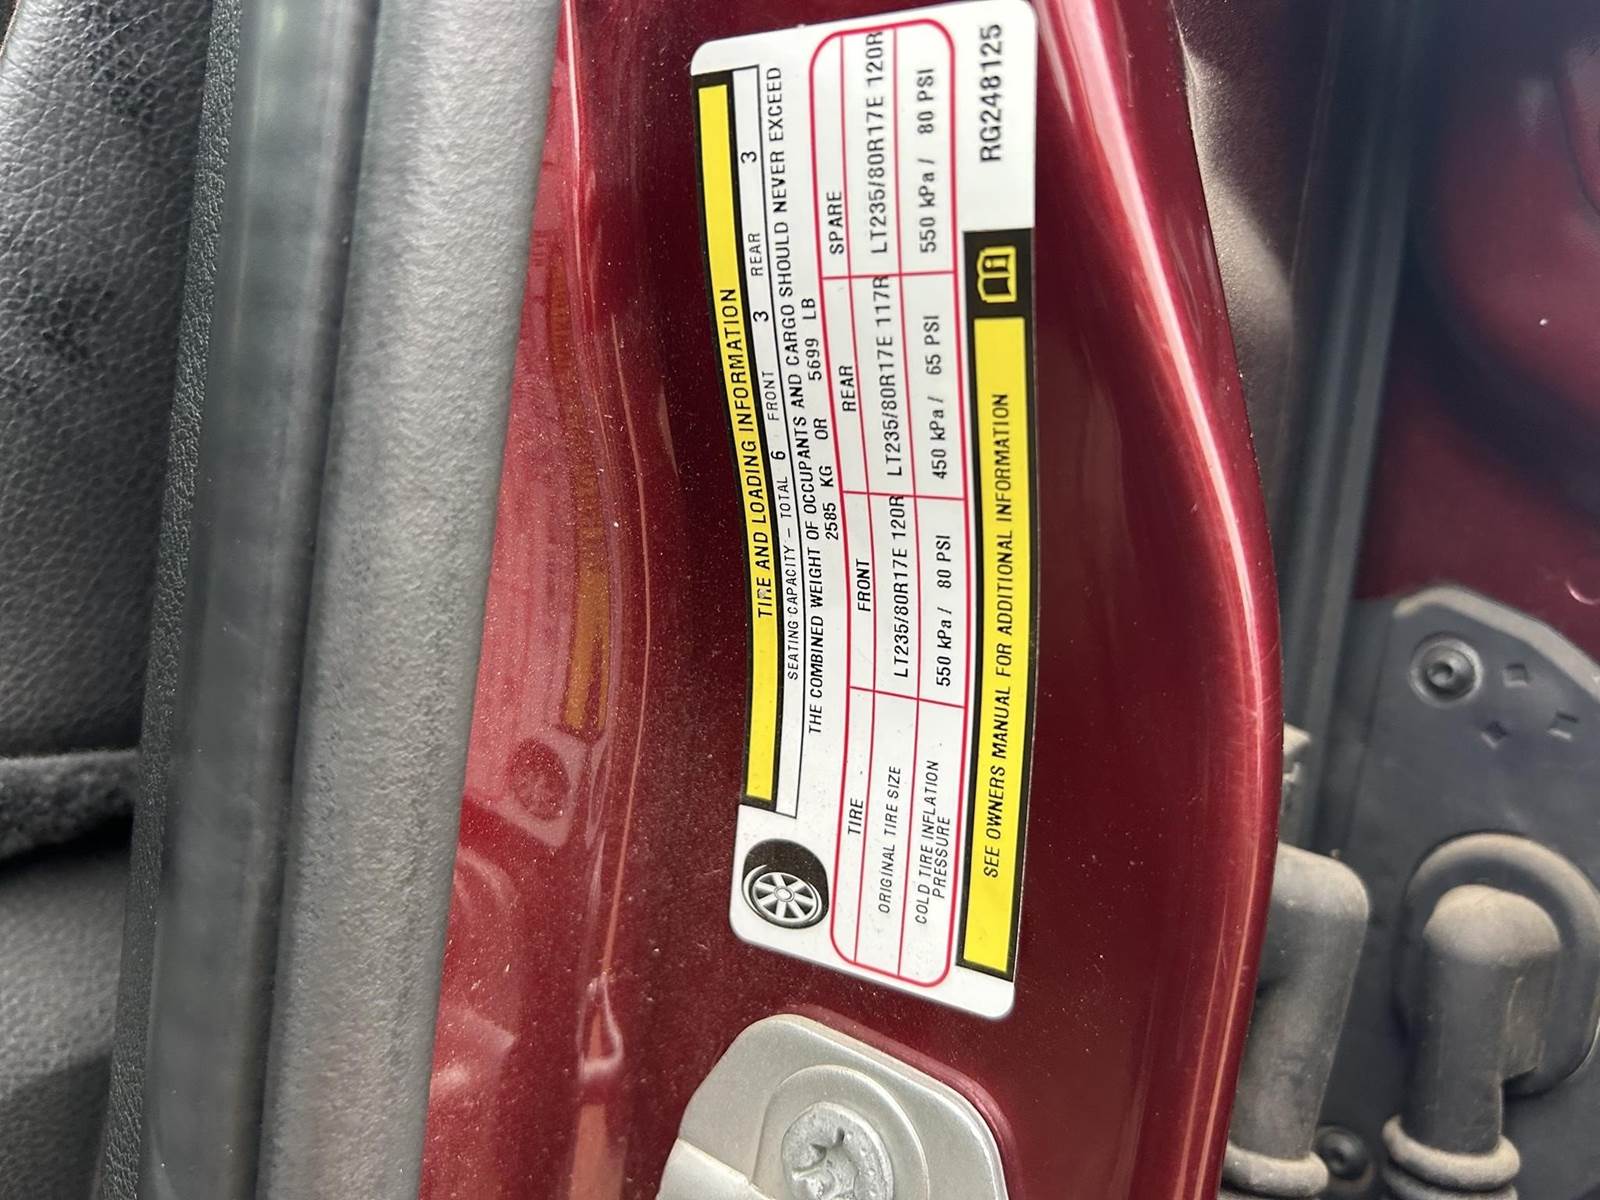 TIRE AND LOADING INFORMATION
SEATING CAPACITY – TOTAL 6 FRONT 3 REAR 3
THE COMBINED WEIGHT OF OCCUPANTS AND CARGO SHOULD NEVER EXCEED
2585 KG OR 5699 LB
TIRE FRONT REAR SPARE
ORIGINAL TIRE SIZE LT235/80R17E 120R LT235/80R17E 117R LT235/80R17E 120R
COLD TIRE INFLATION PRESSURE 550 kPa / 80 PSI 450 kPa / 65 PSI 550 kPa / 80 PSI
SEE OWNERS MANUAL FOR ADDITIONAL INFORMATION
RG248125